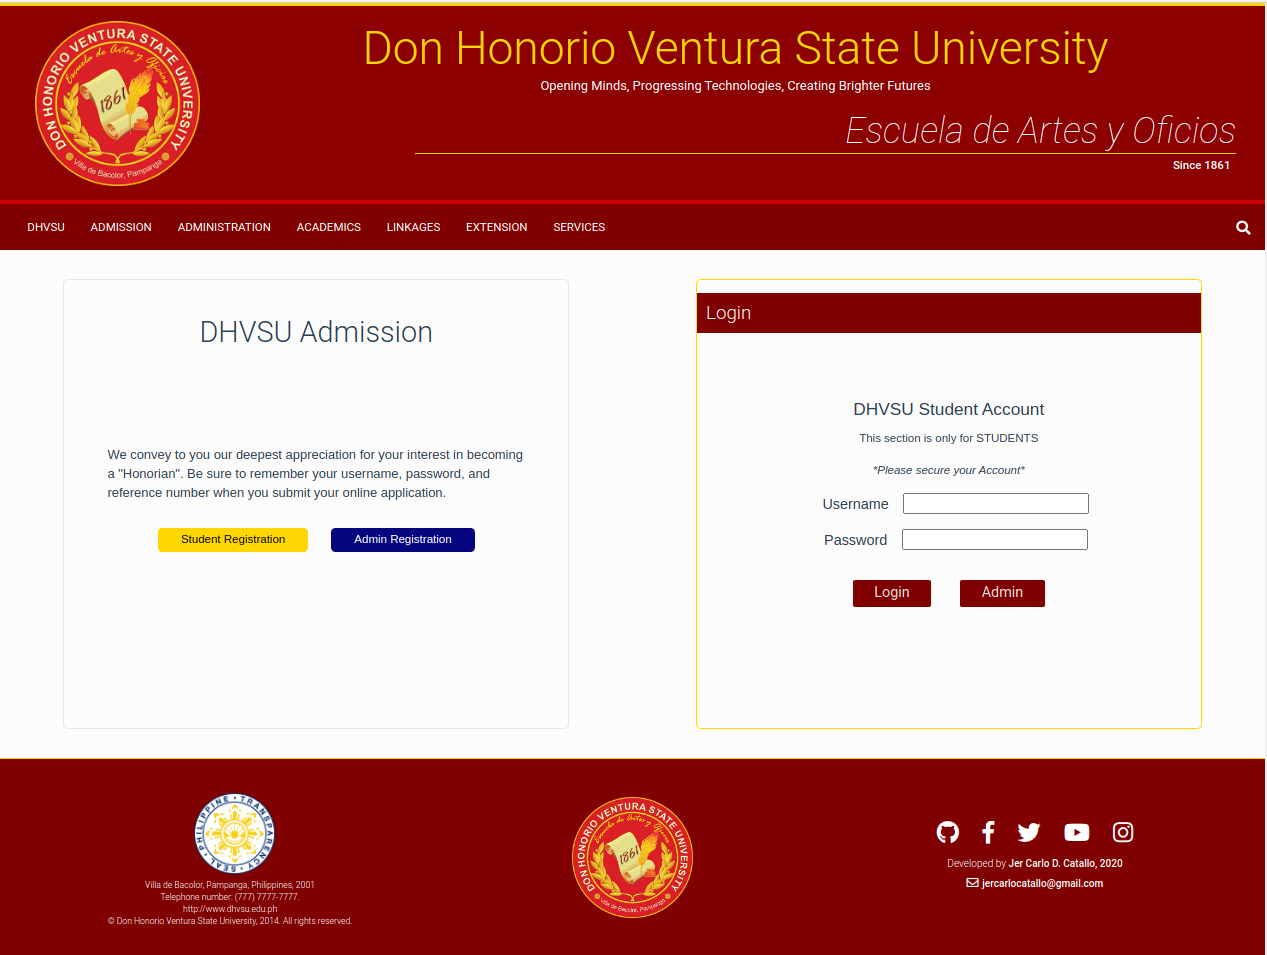 DON HONORIO VENTURA STATE UNIVERSITY
Escuela de Artes y Oficios
1861
Villa de Bacolor, Pampanga
Don Honorio Ventura State University
Opening Minds, Progressing Technologies, Creating Brighter Futures
Escuela de Artes y Oficios
Since 1861
DHVSU ADMISSION ADMINISTRATION ACADEMICS LINKAGES EXTENSION SERVICES
DHVSU Admission
We convey to you our deepest appreciation for your interest in becoming
a "Honorian". Be sure to remember your username, password, and
reference number when you submit your online application.
Student Registration Admin Registration
Login
DHVSU Student Account
This section is only for STUDENTS
*Please secure your Account*
Username
Password
Login Admin
PHILIPPINE • TRANSPARENCY SEAL •
Villa de Bacolor, Pampanga, Philippines, 2001
Telephone number: (777) 7777-7777.
http://www.dhvsu.edu.ph
© Don Honorio Ventura State University, 2014. All rights reserved.
DON HONORIO VENTURA STATE UNIVERSITY
Escuela de Artes y Oficios
1861
Villa de Bacolor, Pampanga
Developed by Jer Carlo D. Catallo, 2020
jercarlocatallo@gmail.com